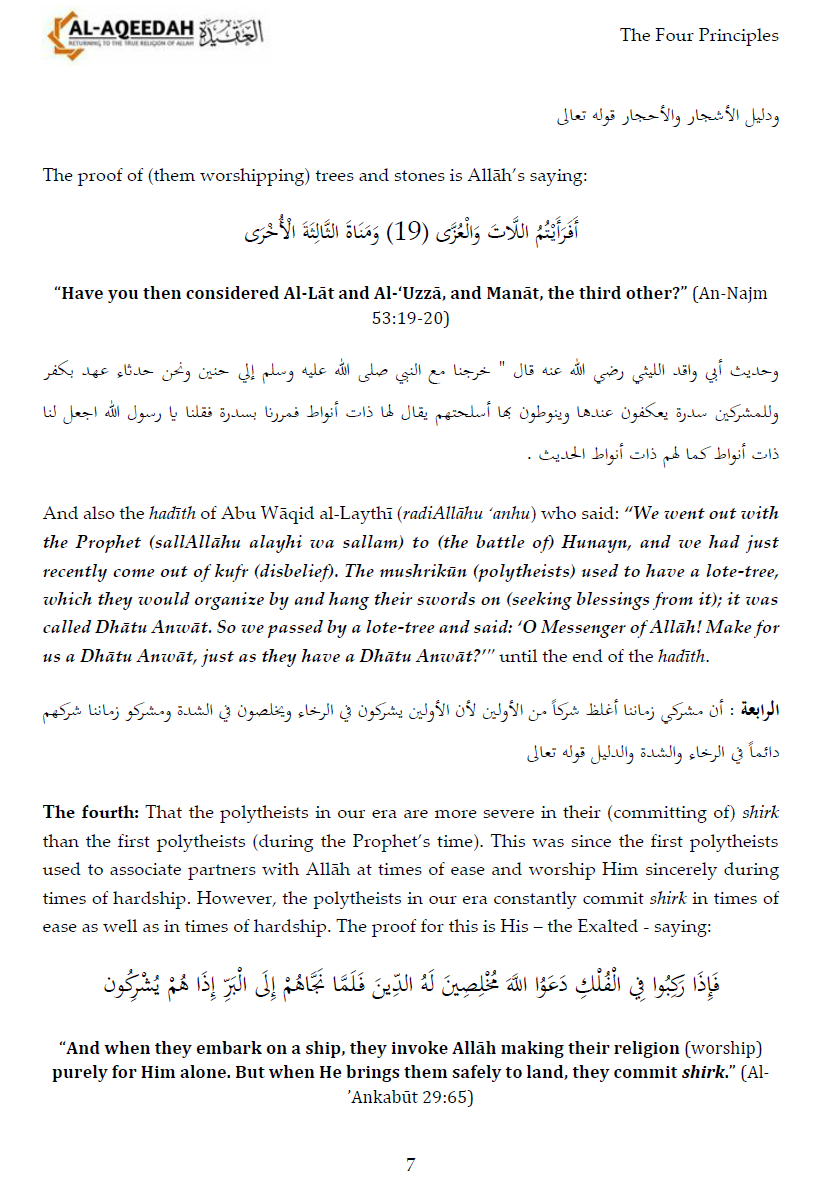 AL-AQEEDAH العقيدة
RETURNING TO THE TRUE RELIGION OF ALLAH
The Four Principles
ودليل الأشجار والأحجار قوله تعالى
The proof of (them worshipping) trees and stones is Allāh’s saying:
أَفَرَأَيْتُمُ اللَّاتَ وَالْعُزَّى (19) وَمَنَاةَ الثَّالِثَةَ الْأُخْرَى
“Have you then considered Al-Lāt and Al-‘Uzzā, and Manāt, the third other?” (An-Najm
53:19-20)
وحديث أبي واقد الليثي رضي الله عنه قال " خرجنا مع النبي صلى الله عليه وسلم إلي حنين ونحن حدثاء عهد بكفر
وللمشركين سدرة يعكفون عندها وينوطون بها أسلحتهم يقال لها ذات أنواط فمررنا بسدرة فقلنا يا رسول الله اجعل لنا
ذات أنواط كما لهم ذات أنواط الحديث .
And also the hadīth of Abu Wāqid al-Laythī (radiAllāhu ‘anhu) who said: “We went out with
the Prophet (sallAllāhu alayhi wa sallam) to (the battle of) Hunayn, and we had just
recently come out of kufr (disbelief). The mushrikūn (polytheists) used to have a lote-tree,
which they would organize by and hang their swords on (seeking blessings from it); it was
called Dhātu Anwāt. So we passed by a lote-tree and said: ‘O Messenger of Allāh! Make for
us a Dhātu Anwāt, just as they have a Dhātu Anwāt?’” until the end of the hadīth.
الرابعة : أن مشركي زماننا أغلظ شركاً من الأولين لأن الأولين يشركون في الرخاء ويخلصون في الشدة ومشركو زماننا شركهم
دائماً في الرخاء والشدة والدليل قوله تعالى
The fourth: That the polytheists in our era are more severe in their (committing of) shirk
than the first polytheists (during the Prophet’s time). This was since the first polytheists
used to associate partners with Allāh at times of ease and worship Him sincerely during
times of hardship. However, the polytheists in our era constantly commit shirk in times of
ease as well as in times of hardship. The proof for this is His – the Exalted - saying:
فَإِذَا رَكِبُوا فِي الْفُلْكِ دَعَوُا اللَّهَ مُخْلِصِينَ لَهُ الدِّينَ فَلَمَّا نَجَّاهُمْ إِلَى الْبَرِّ إِذَا هُمْ يُشْرِكُون
“And when they embark on a ship, they invoke Allāh making their religion (worship)
purely for Him alone. But when He brings them safely to land, they commit shirk.” (Al-
’Ankabūt 29:65)
7